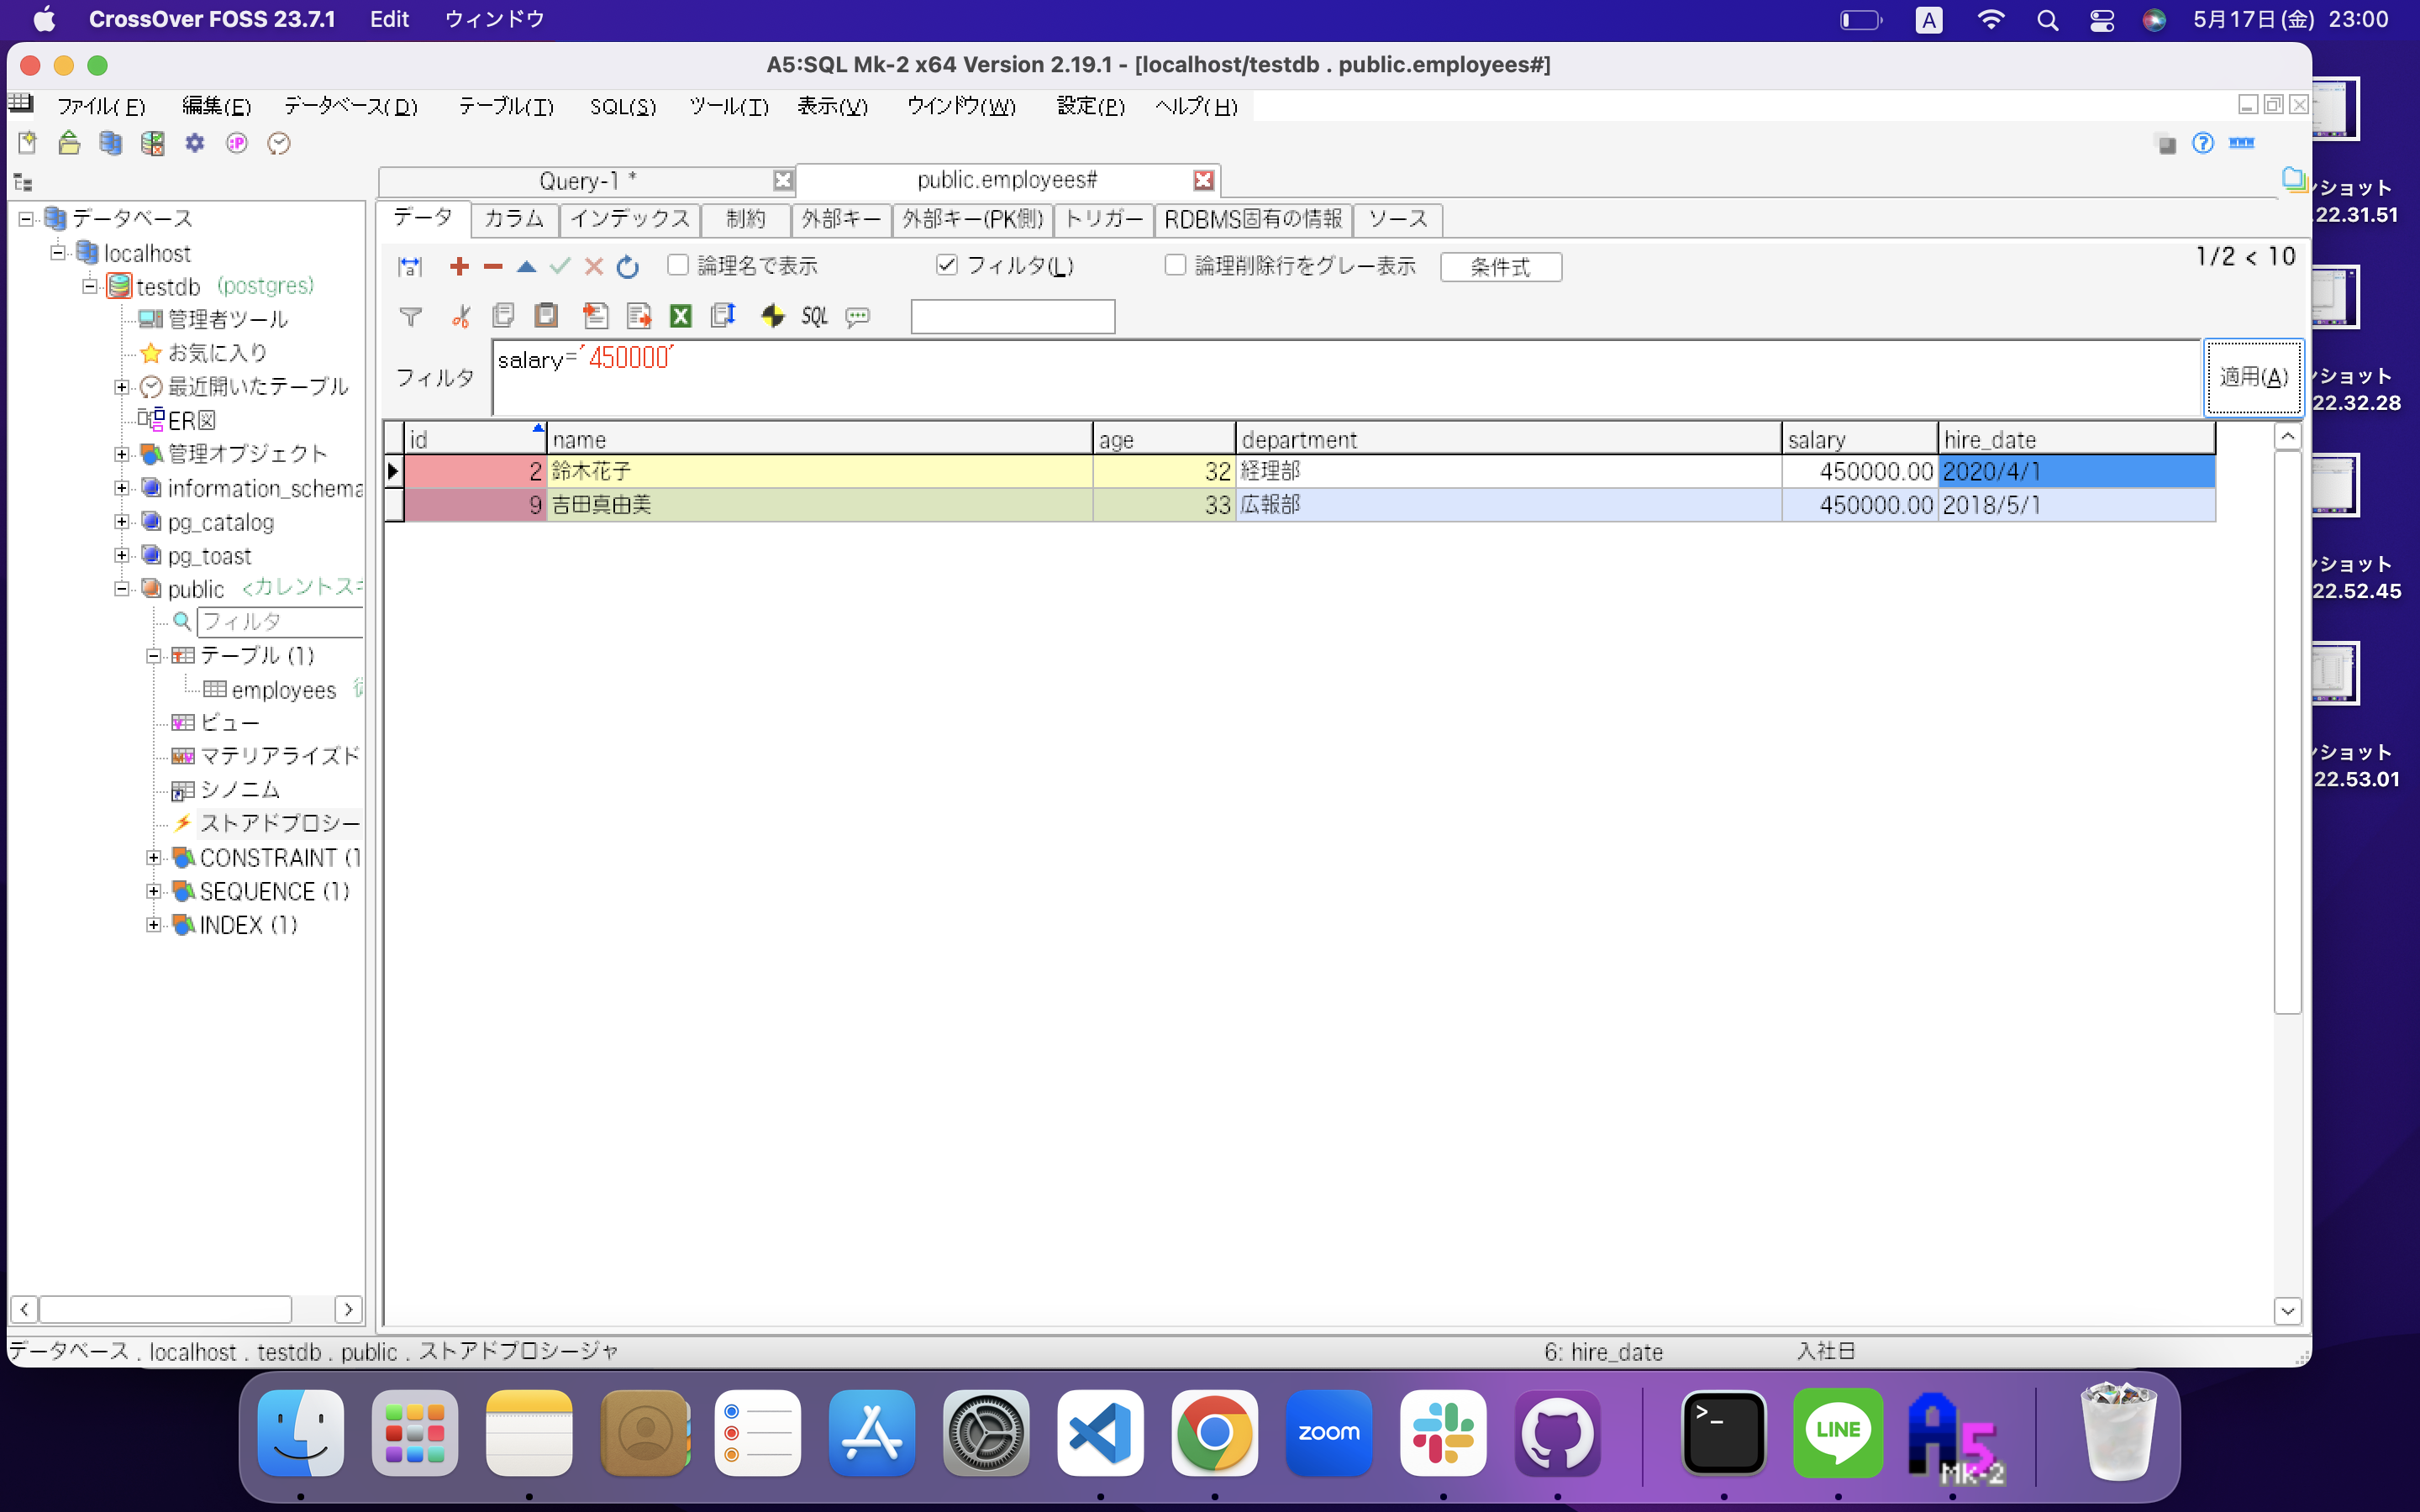 CrossOver FOSS 23.7.1 Edit ウィンドウ A 5月17日(金) 23:00
A5:SQL Mk-2 x64 Version 2.19.1 - [localhost/testdb . public.employees#]
ファイル(F) 編集(E) データベース(D) テーブル(T) SQL(S) ツール(T) 表示(V) ウインドウ(W) 設定(P) ヘルプ(H)
Query-1 * public.employees#
データ カラム インデックス 制約 外部キー 外部キー(PK側) トリガー RDBMS固有の情報 ソース
論理名で表示 フィルタ(L) 論理削除行をグレー表示 条件式 1/2 < 10
SQL
フィルタ salary='450000' 適用(A)
id name age department salary hire_date
2 鈴木花子 32 経理部 450000.00 2020/4/1
9 吉田真由美 33 広報部 450000.00 2018/5/1
データベース
localhost
testdb (postgres)
管理者ツール
お気に入り
最近開いたテーブル
ER図
管理オブジェクト
information_schema
pg_catalog
pg_toast
public <カレントスキ
フィルタ
テーブル (1)
employees 従
ビュー
マテリアライズド
シノニム
ストアドプロシー
CONSTRAINT (1
SEQUENCE (1)
INDEX (1)
データベース . localhost . testdb . public . ストアドプロシージャ 6: hire_date 入社日
ショット
22.31.51
ショット
22.32.28
ショット
22.52.45
ショット
22.53.01
zoom
LINE
A5
MK-2